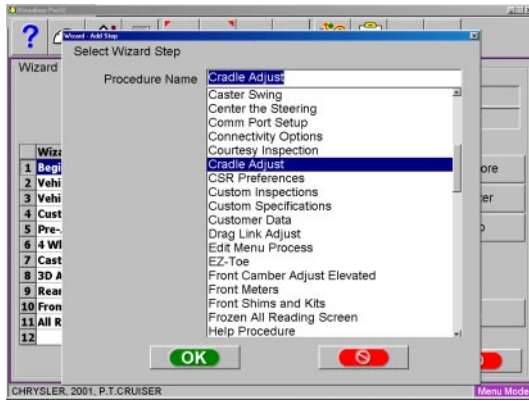 Wizard - Add Step
Select Wizard Step
Wizard
Procedure Name
Cradle Adjust
Caster Swing
Center the Steering
Comm Port Setup
Connectivity Options
Courtesy Inspection
Cradle Adjust
CSR Preferences
Custom Inspections
Custom Specifications
Customer Data
Drag Link Adjust
Edit Menu Process
EZ-Toe
Front Camber Adjust Elevated
Front Meters
Front Shims and Kits
Frozen All Reading Screen
Help Procedure
Wiza
1 Begi
2 Vehi
3 Vehi
4 Cust
5 Pre-
6 4 Wh
7 Cast
8 3D A
9 Rear
10 Fron
11 All R
12
ore
ter
OK
CHRYSLER, 2001, P.T.CRUISER
Menu Mode